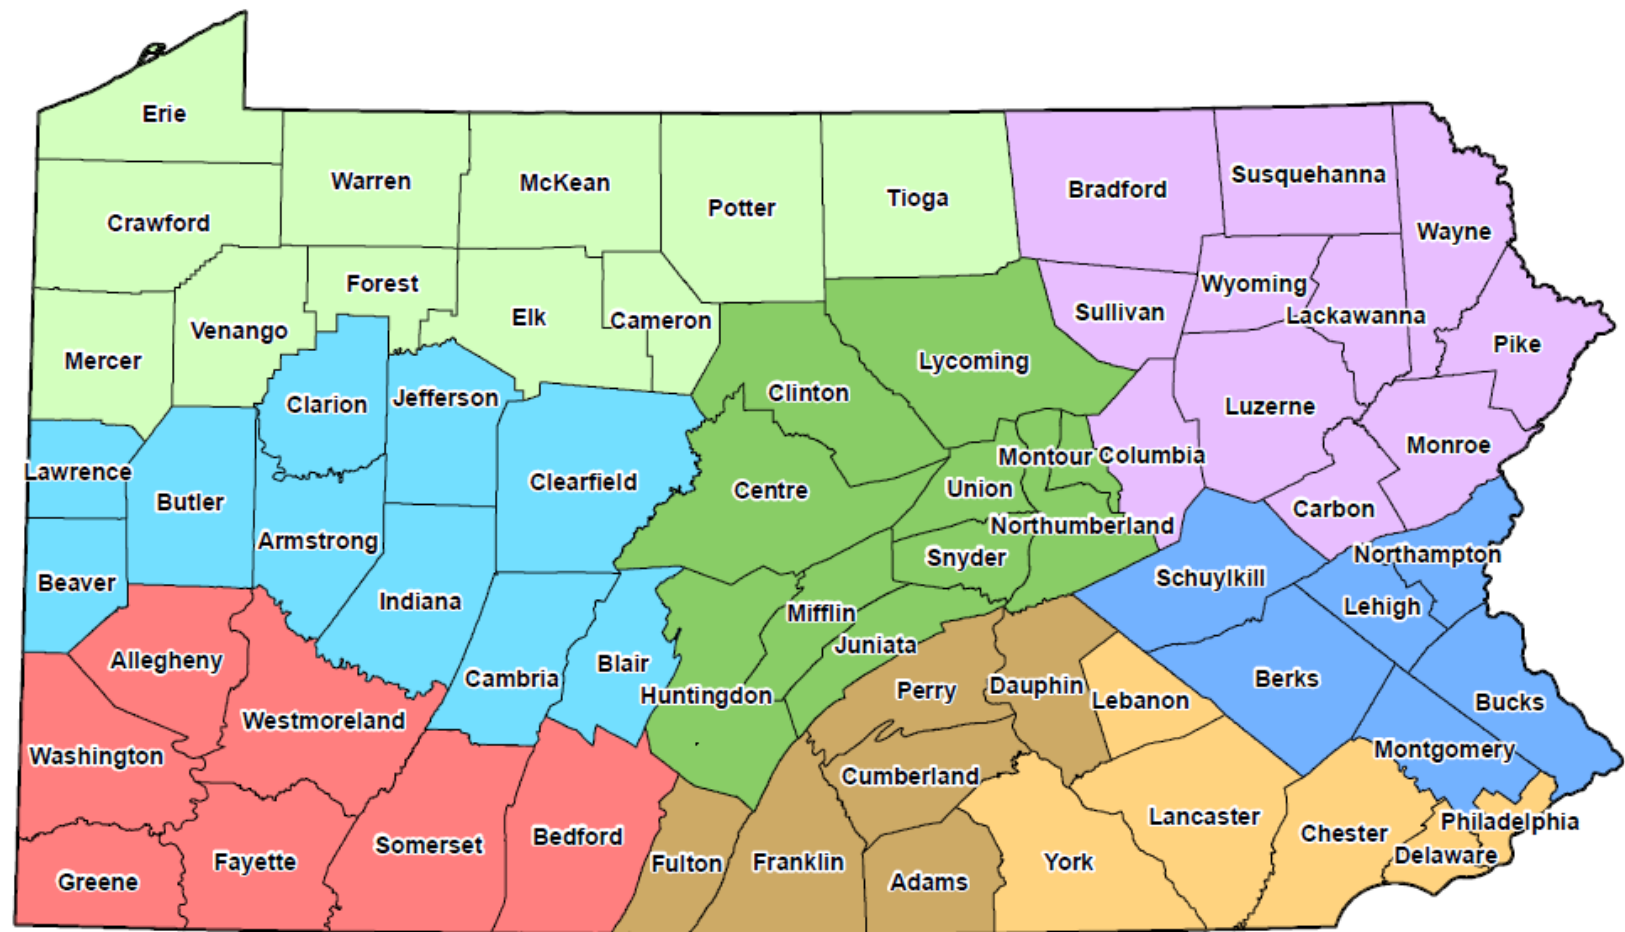 Erie
Warren
McKean
Potter
Tioga
Bradford
Susquehanna
Wayne
Crawford
Forest
Venango
Elk
Cameron
Sullivan
Wyoming
Lackawanna
Pike
Mercer
Clarion
Jefferson
Clinton
Lycoming
Luzerne
Monroe
Lawrence
Butler
Clearfield
Centre
Union
Montour
Columbia
Carbon
Armstrong
Snyder
Northumberland
Northampton
Beaver
Indiana
Mifflin
Schuylkill
Lehigh
Allegheny
Cambria
Blair
Huntingdon
Juniata
Perry
Dauphin
Lebanon
Berks
Bucks
Westmoreland
Washington
Cumberland
Montgomery
Lancaster
Chester
Philadelphia
Delaware
Greene
Fayette
Somerset
Bedford
Fulton
Franklin
Adams
York